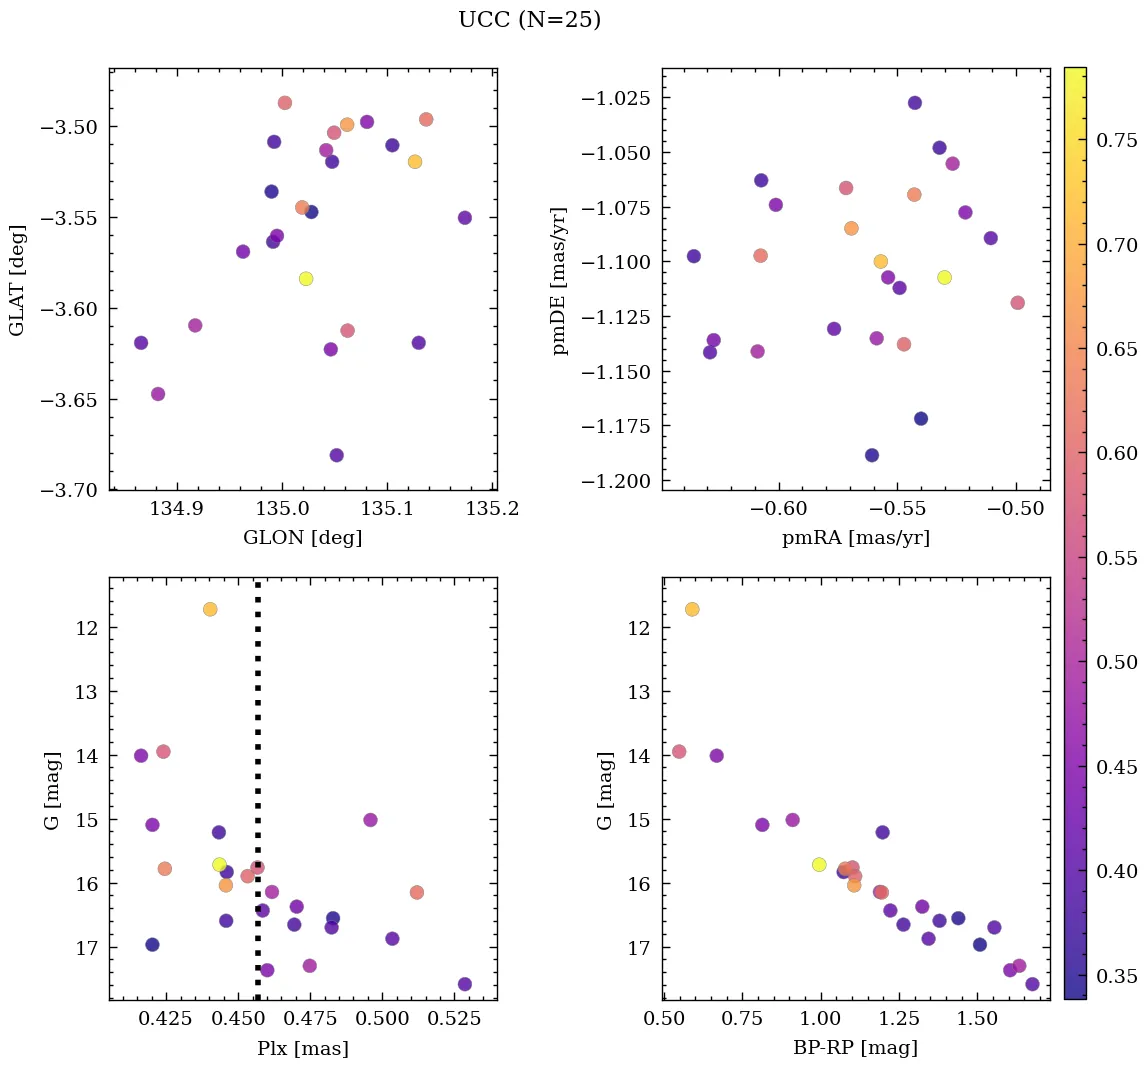 UCC (N=25)
−3.50
−3.55
−3.60
−3.65
−3.70
GLAT [deg]
134.9 135.0 135.1 135.2
GLON [deg]
−1.025
−1.050
−1.075
−1.100
−1.125
−1.150
−1.175
−1.200
pmDE [mas/yr]
−0.60 −0.55 −0.50
pmRA [mas/yr]
12
13
14
15
16
17
G [mag]
0.425 0.450 0.475 0.500 0.525
Plx [mas]
12
13
14
15
16
17
G [mag]
0.50 0.75 1.00 1.25 1.50
BP-RP [mag]
0.75
0.70
0.65
0.60
0.55
0.50
0.45
0.40
0.35